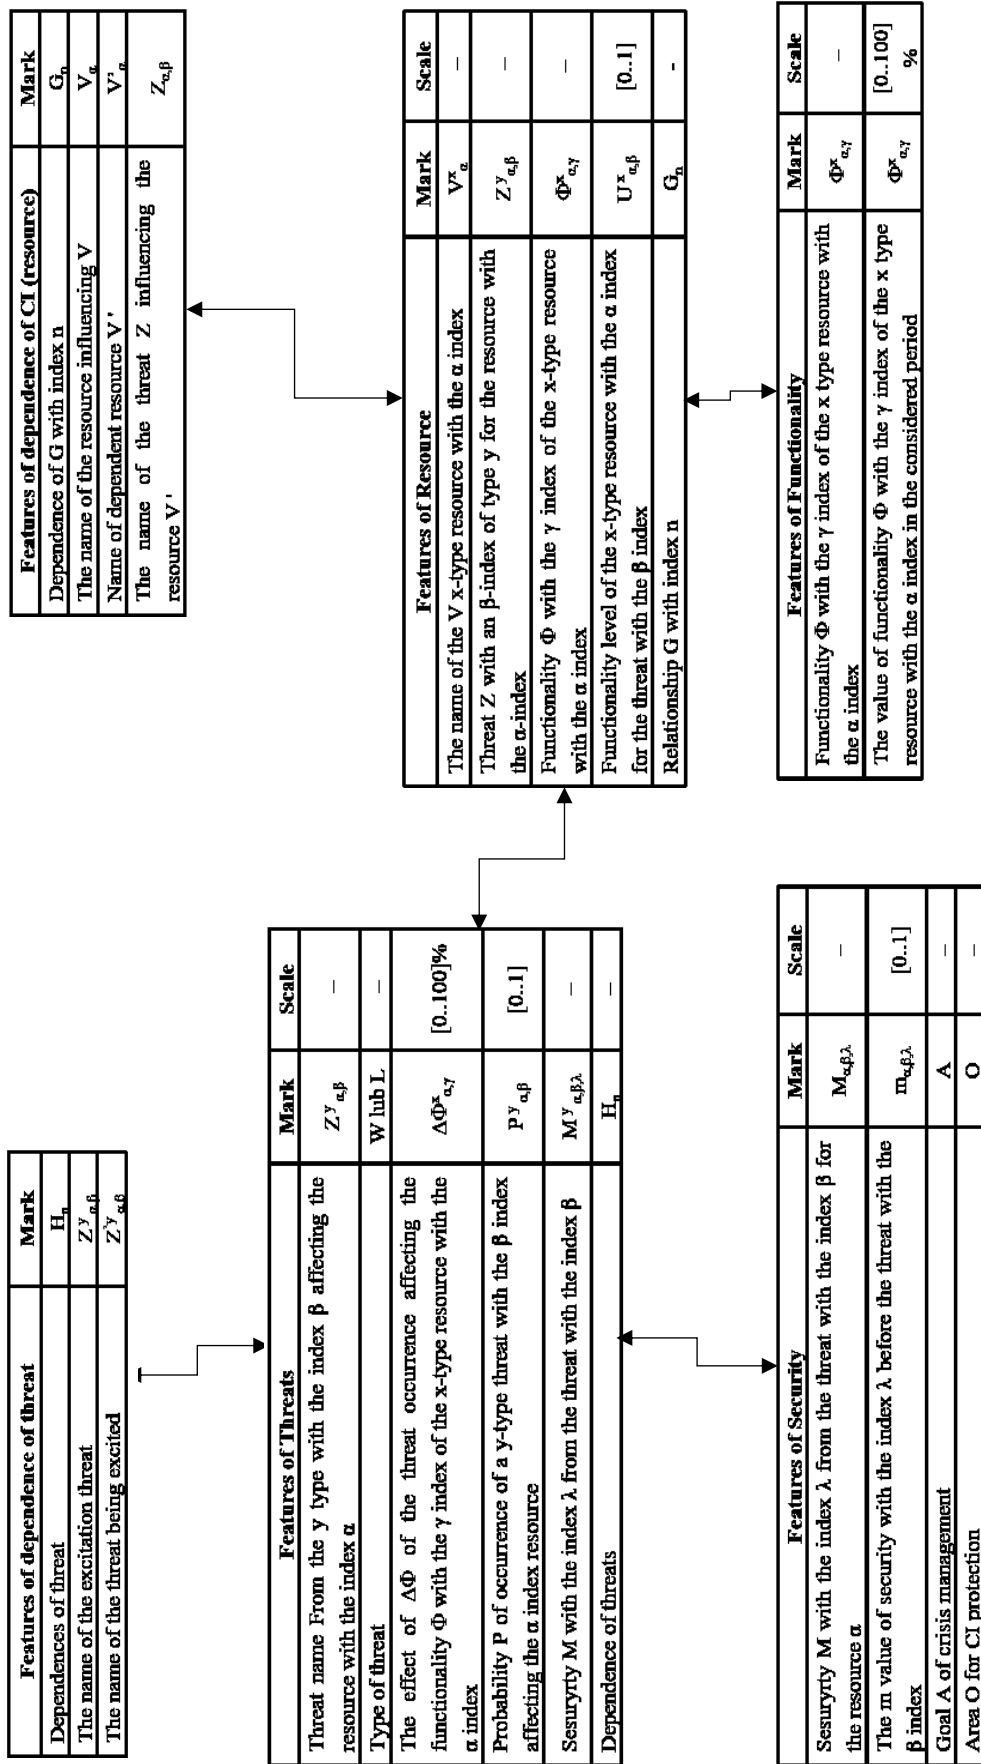 Features of dependence of threat Mark
Dependences of threat Hₙ
The name of the excitation threat Zʸα,β
The name of the threat being excited Z'ʸα,β
Features of dependence of CI (resource) Mark
Dependence of G with index n Gₙ
The name of the resource influencing V Vα
Name of dependent resource V' V'α
The name of the threat Z influencing the Zα,β
resource V'
Features of Threats Mark Scale
Threat name From the y type with the index β affecting the Zʸα,β –
resource with the index α
Type of threat W lub L –
The effect of ΔΦ of the threat occurrence affecting the ΔΦˣα,γ [0..100]%
functionality Φ with the γ index of the x-type resource with the
α index
Probability P of occurrence of a y-type threat with the β index Pʸα,β [0..1]
affecting the α index resource
Sesuryrty M with the index λ from the threat with the index β Mʸα,β,λ –
Dependence of threats Hₙ –
Features of Resource Mark Scale
The name of the V x-type resource with the α index Vˣα –
Threat Z with an β-index of type y for the resource with Zʸα,β –
the α-index
Functionality Φ with the γ index of the x-type resource Φˣα,γ –
with the α index
Functionality level of the x-type resource with the α index Uˣα,β [0..1]
for the threat with the β index
Relationship G with index n Gₙ -
Features of Security Mark Scale
Sesuryrty M with the index λ from the threat with the index β for Mα,β,λ –
the resource α
The m value of security with the index λ before the threat with the mα,β,λ [0..1]
β index
Goal A of crisis management A –
Area O for CI protection O –
Features of Functionality Mark Scale
Functionality Φ with the γ index of the x type resource with Φˣα,γ –
the α index
The value of functionality Φ with the γ index of the x type Φˣα,γ [0..100]
resource with the α index in the considered period %